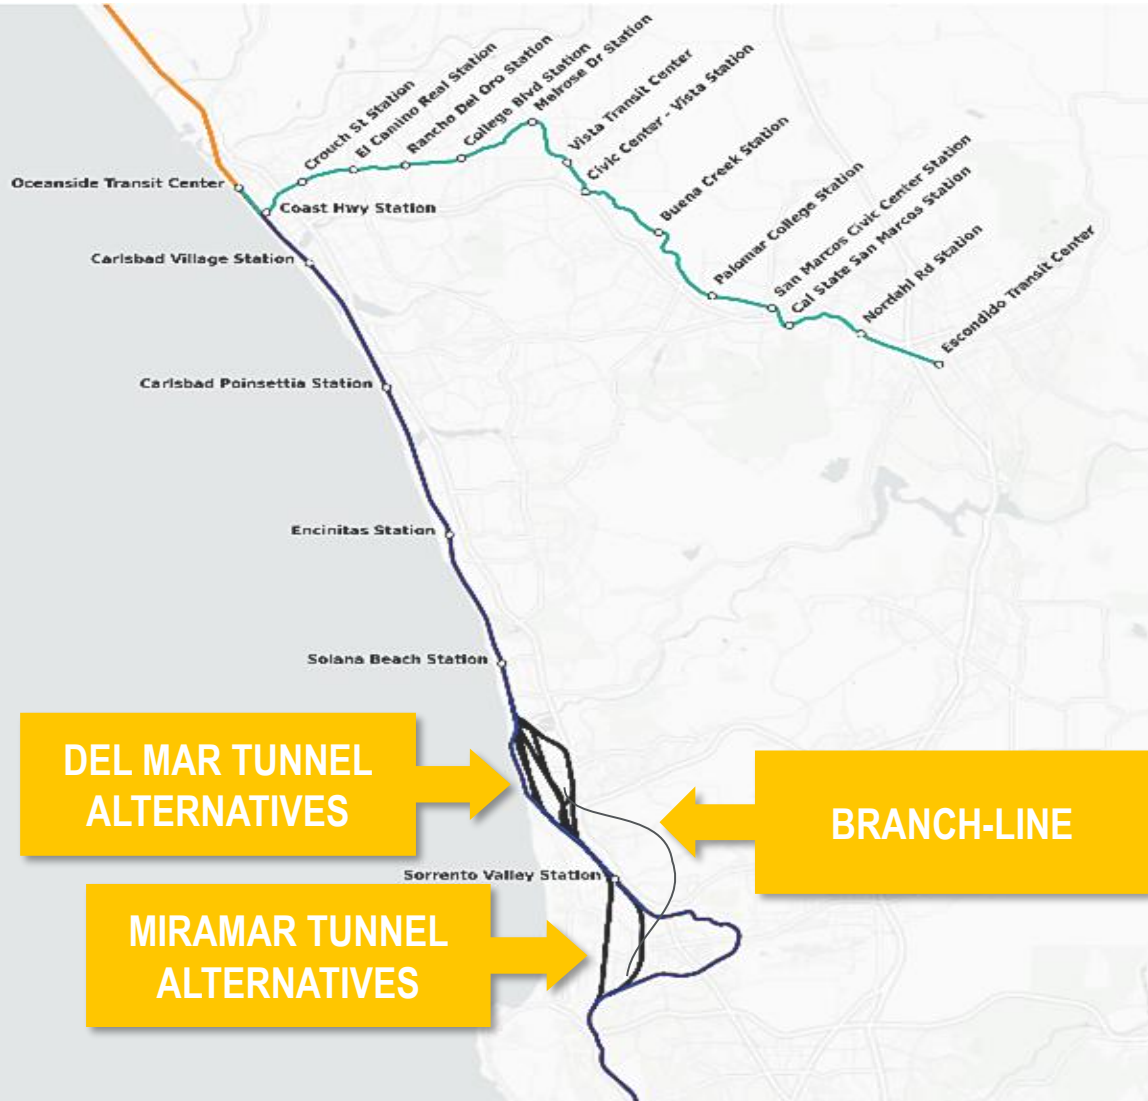 Crouch St Station
El Camino Real Station
Rancho Del Oro Station
College Blvd Station
Melrose Dr Station
Vista Transit Center
Civic Center - Vista Station
Buena Creek Station
Palomar College Station
San Marcos Civic Center Station
Cal State San Marcos Station
Nordahl Rd Station
Escondido Transit Center
Oceanside Transit Center
Coast Hwy Station
Carlsbad Village Station
Carlsbad Poinsettia Station
Encinitas Station
Solana Beach Station
DEL MAR TUNNEL
ALTERNATIVES
BRANCH-LINE
Sorrento Valley Station
MIRAMAR TUNNEL
ALTERNATIVES